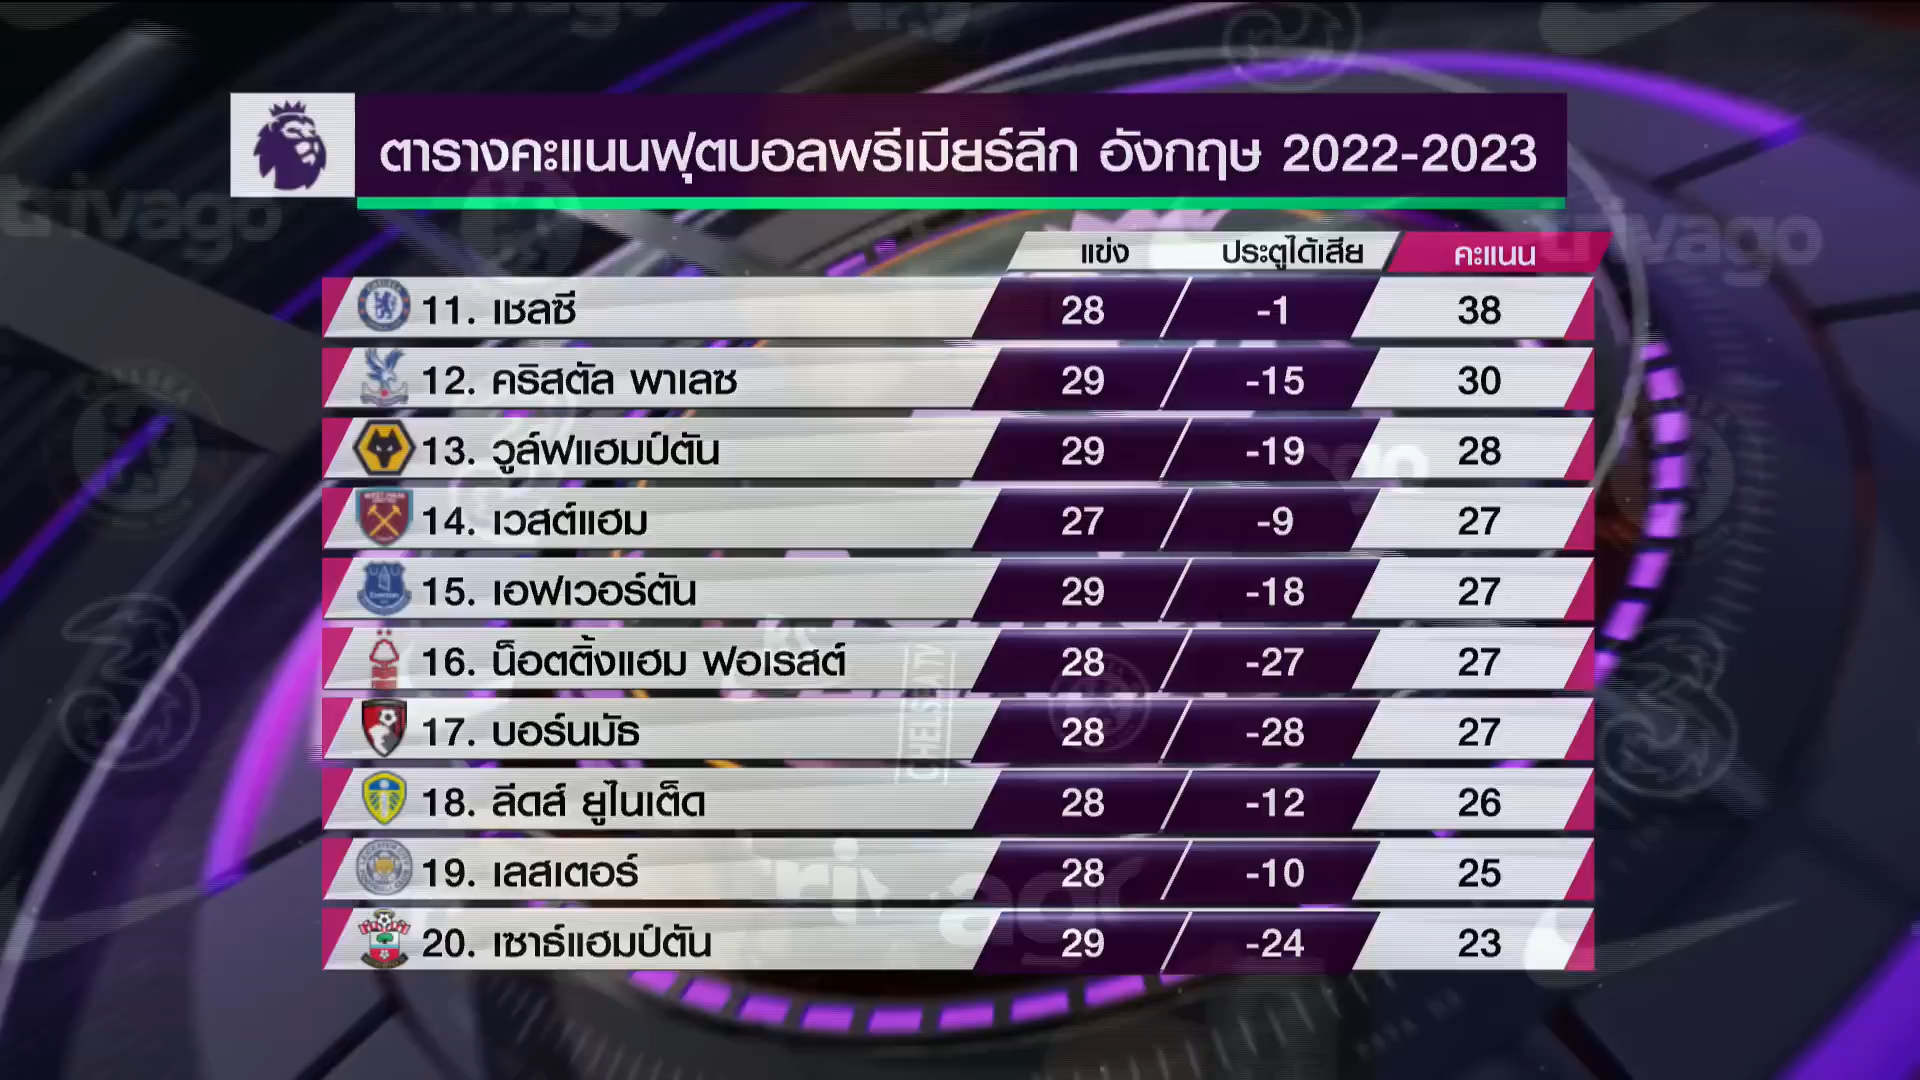 ตารางคะแนนฟุตบอลพรีเมียร์ลีก อังกฤษ 2022-2023
แข่ง ประตูได้เสีย คะแนน
11. เชลซี 28 -1 38
12. คริสตัล พาเลซ 29 -15 30
13. วูล์ฟแฮมป์ตัน 29 -19 28
14. เวสต์แฮม 27 -9 27
15. เอฟเวอร์ตัน 29 -18 27
16. น็อตติ้งแฮม ฟอเรสต์ 28 -27 27
17. บอร์นมัธ 28 -28 27
18. ลีดส์ ยูไนเต็ด 28 -12 26
19. เลสเตอร์ 28 -10 25
20. เซาธ์แฮมป์ตัน 29 -24 23
trivago
trivago
CHELSEA TV